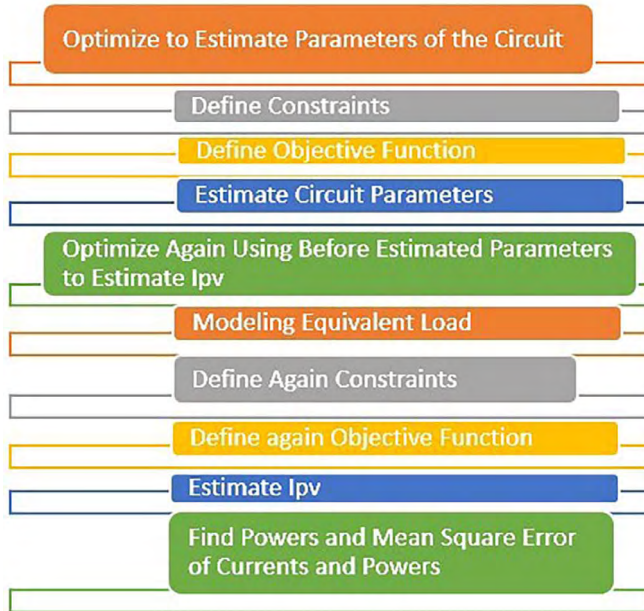 Optimize to Estimate Parameters of the Circuit
Define Constraints
Define Objective Function
Estimate Circuit Parameters
Optimize Again Using Before Estimated Parameters
to Estimate Ipv
Modeling Equivalent Load
Define Again Constraints
Define again Objective Function
Estimate Ipv
Find Powers and Mean Square Error
of Currents and Powers